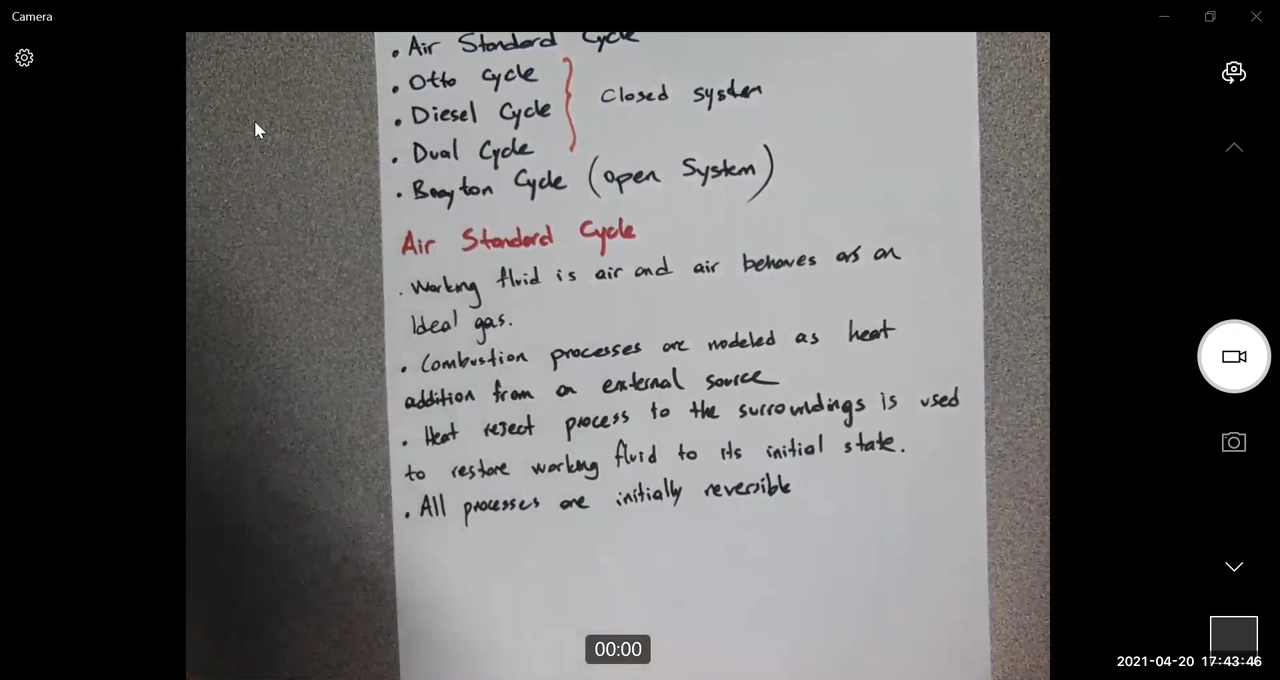 Camera
• Air Standard Cycle
• Otto Cycle
• Diesel Cycle
closed system
• Dual Cycle
• Brayton Cycle (open System)
Air Standard Cycle
• Working fluid is air and air behaves as an
Ideal gas.
• Combustion processes are modeled as heat
addition from an external source
• Heat reject process to the surroundings is used
to restore working fluid to its initial state.
• All processes are initially reversible
00:00
2021-04-20 17:43:46